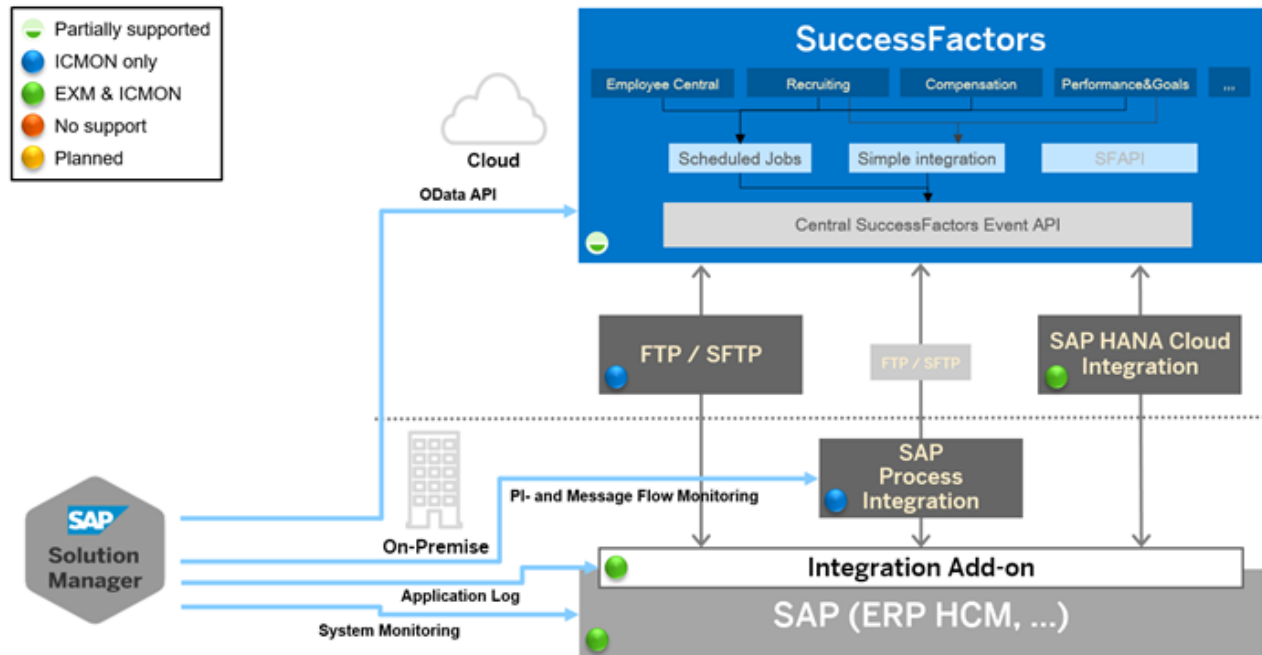 Partially supported
ICMON only
EXM & ICMON
No support
Planned
SuccessFactors
Employee Central
Recruiting
Compensation
Performance&Goals
...
Cloud
Scheduled Jobs
Simple integration
SFAPI
OData API
Central SuccessFactors Event API
FTP / SFTP
FTP / SFTP
SAP HANA Cloud
Integration
SAP
Process
Integration
PI- and Message Flow Monitoring
On-Premise
SAP
Solution
Manager
Integration Add-on
Application Log
SAP (ERP HCM, ...)
System Monitoring